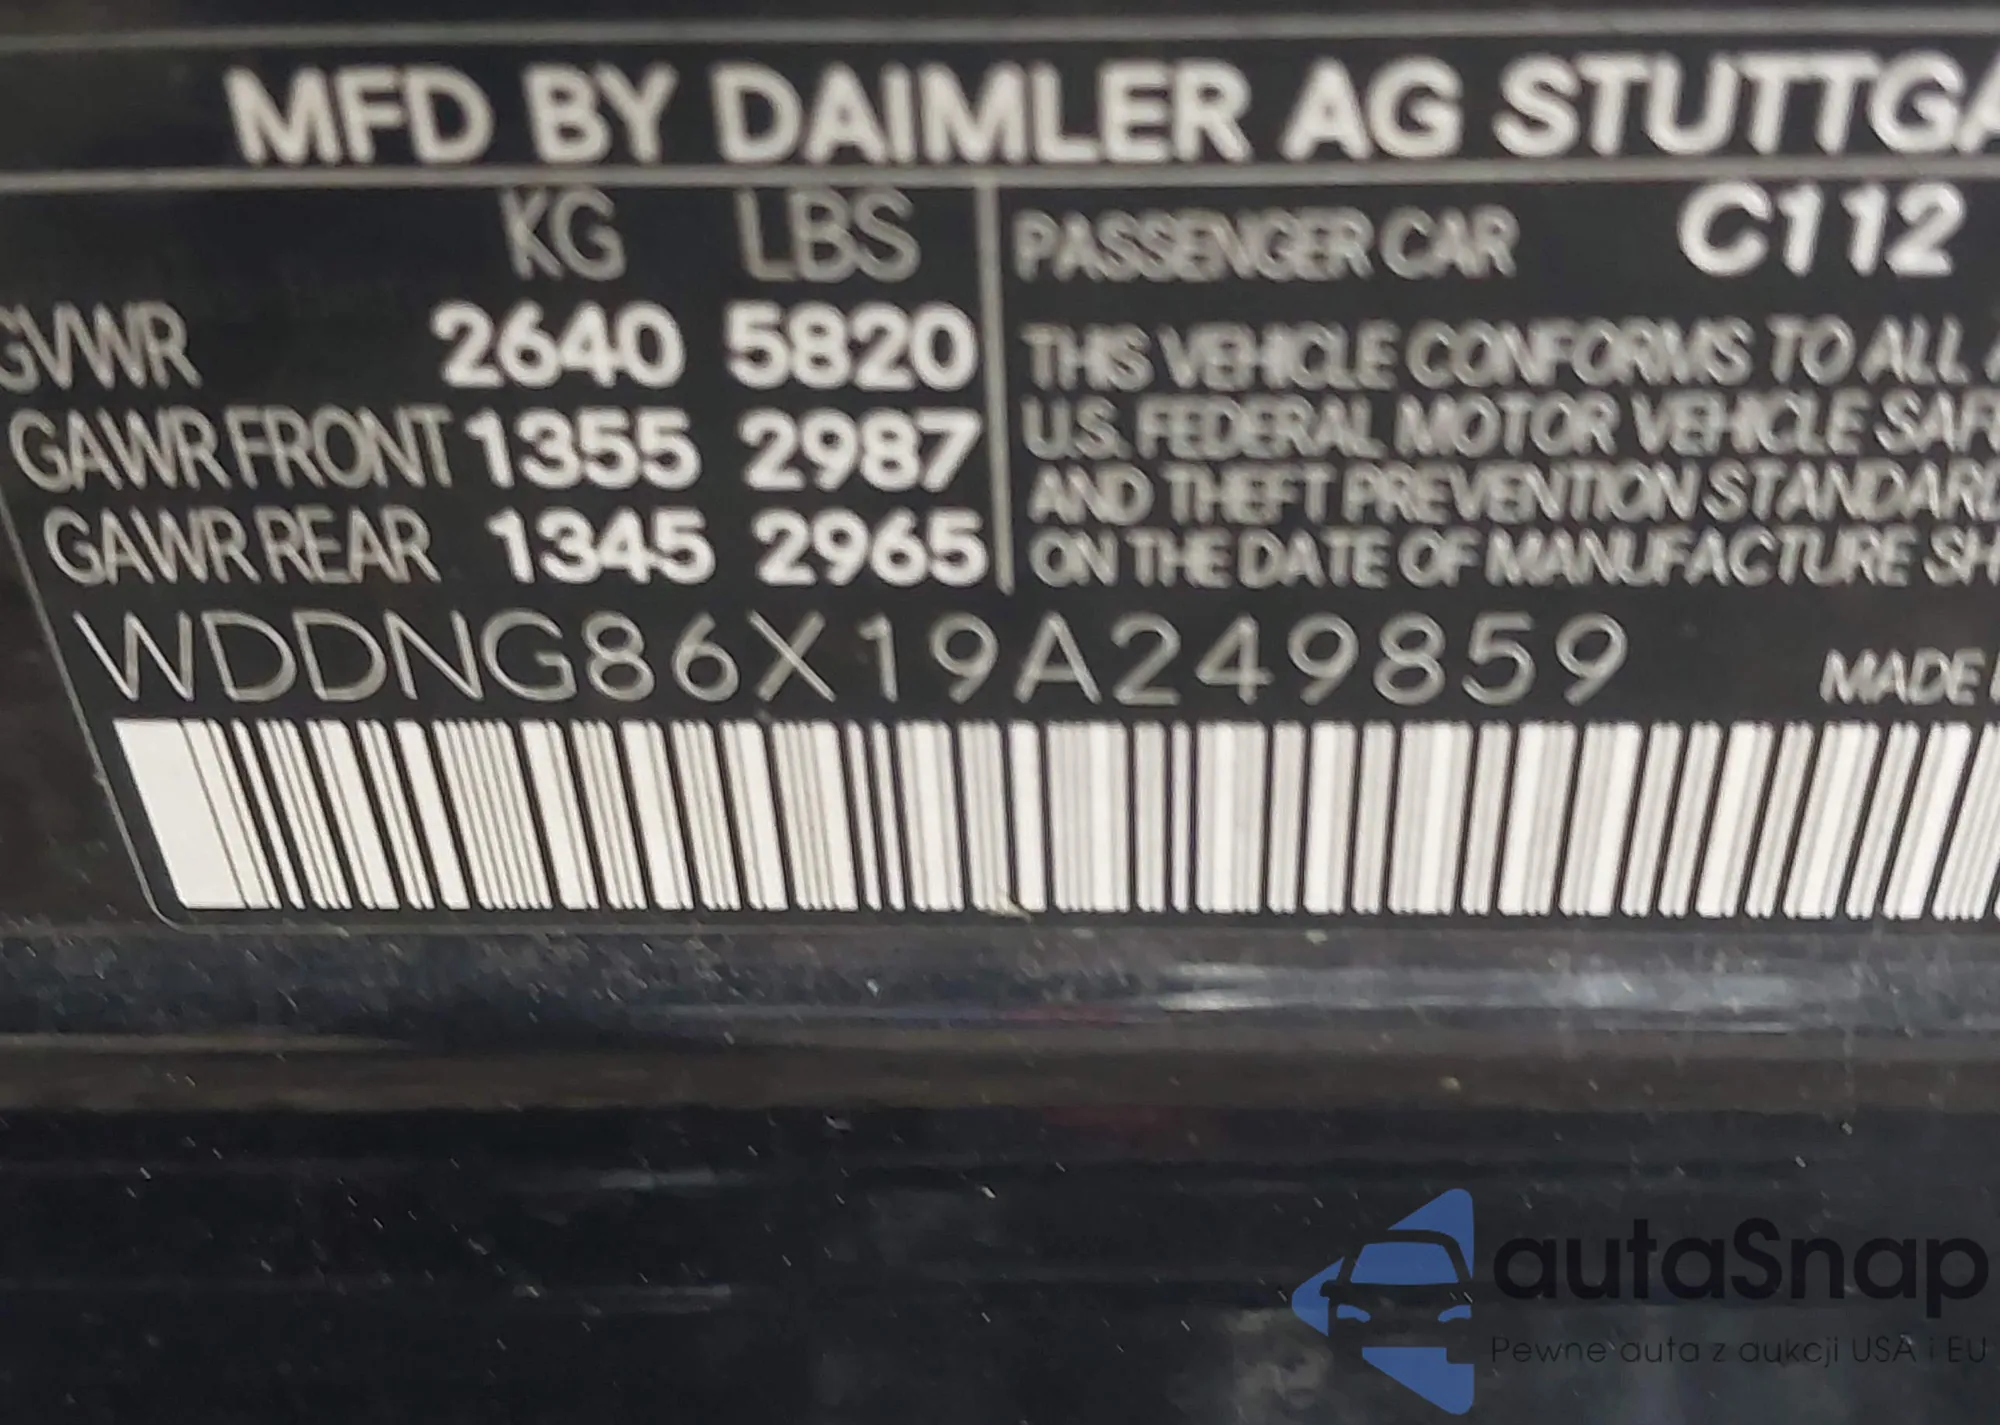 MFD BY DAIMLER AG STUTTGA
KG LBS
PASSENGER CAR C112
GVWR 2640 5820
GAWR FRONT 1355 2987
GAWR REAR 1345 2965
THIS VEHICLE CONFORMS TO ALL A
U.S. FEDERAL MOTOR VEHICLE SAF
AND THEFT PREVENTION STANDARD
ON THE DATE OF MANUFACTURE SH
WDDNG86X19A249859
MADE
autaSnap
Pewne auta z aukcji USA i EU